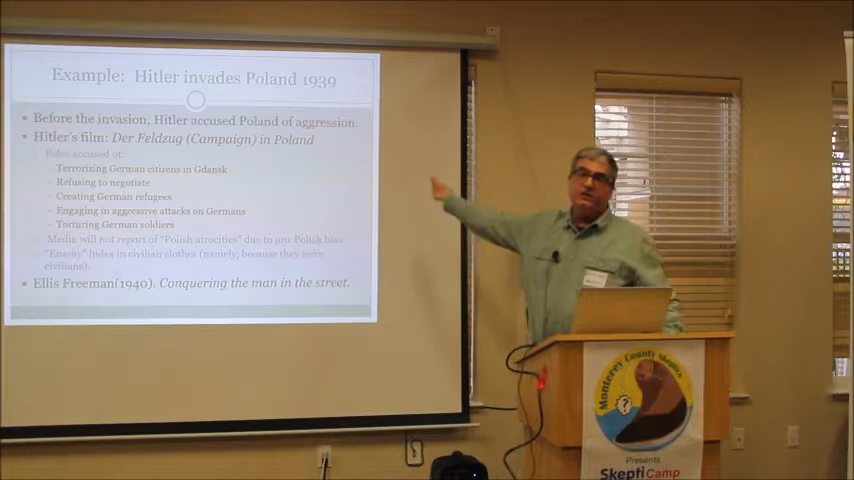 Example: Hitler invades Poland 1939
Before the invasion, Hitler accused Poland of aggression.
Hitler's film: Der Feldzug (Campaign) in Poland
Poles accused of:
Terrorizing German citizens in Gdansk
Refusing to negotiate
Creating German refugees
Engaging in aggressive attacks on Germans
Torturing German soldiers
Media will not report of "Polish atrocities" due to pro-Polish bias
"Enemy" hides in civilian clothes (namely, because they were
civilians).
Ellis Freeman(1940). Conquering the man in the street.
Monterey County Skeptics
?
Presents
SkeptiCamp